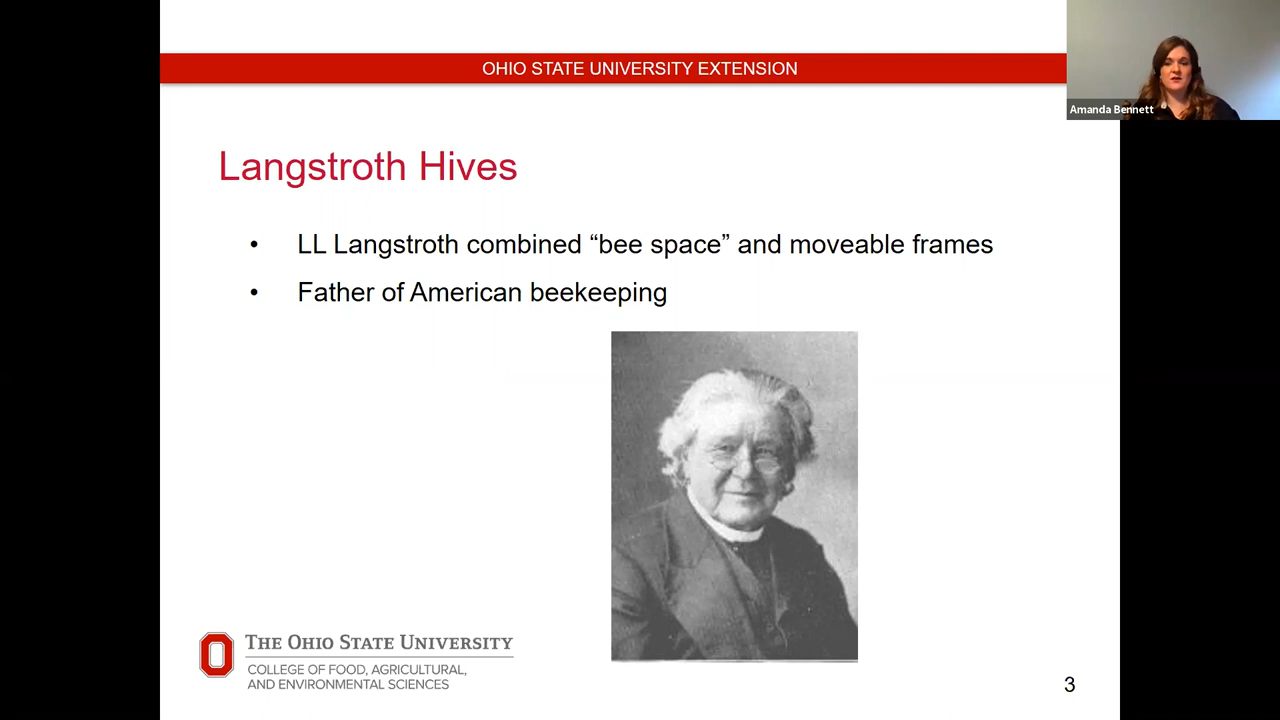 OHIO STATE UNIVERSITY EXTENSION
Amanda Bennett
Langstroth Hives
• LL Langstroth combined “bee space” and moveable frames
• Father of American beekeeping
THE OHIO STATE UNIVERSITY
COLLEGE OF FOOD, AGRICULTURAL,
AND ENVIRONMENTAL SCIENCES
3